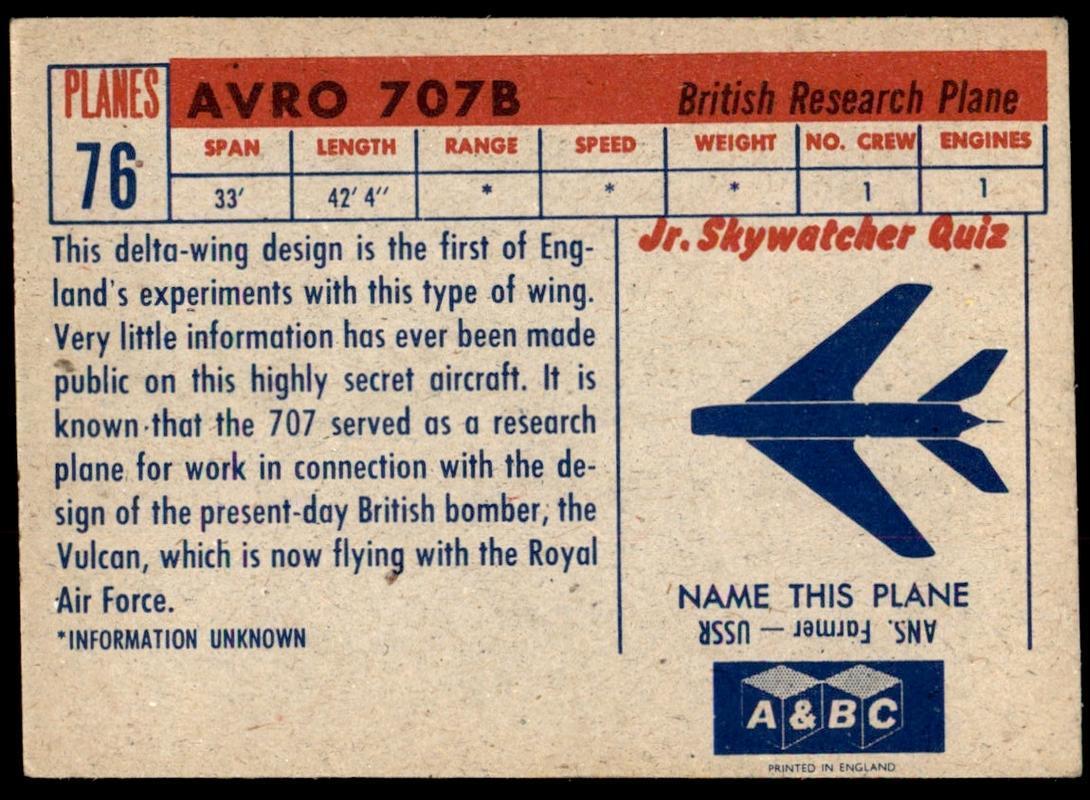 PLANES
76
AVRO 707B British Research Plane
SPAN LENGTH RANGE SPEED WEIGHT NO. CREW ENGINES
33′ 42′ 4′′ * * * 1 1
This delta-wing design is the first of Eng-
land's experiments with this type of wing.
Very little information has ever been made
public on this highly secret aircraft. It is
known that the 707 served as a research
plane for work in connection with the de-
sign of the present-day British bomber, the
Vulcan, which is now flying with the Royal
Air Force.
*INFORMATION UNKNOWN
Jr. Skywatcher Quiz
NAME THIS PLANE
ANS. Farmer — USSR
A & B C
PRINTED IN ENGLAND